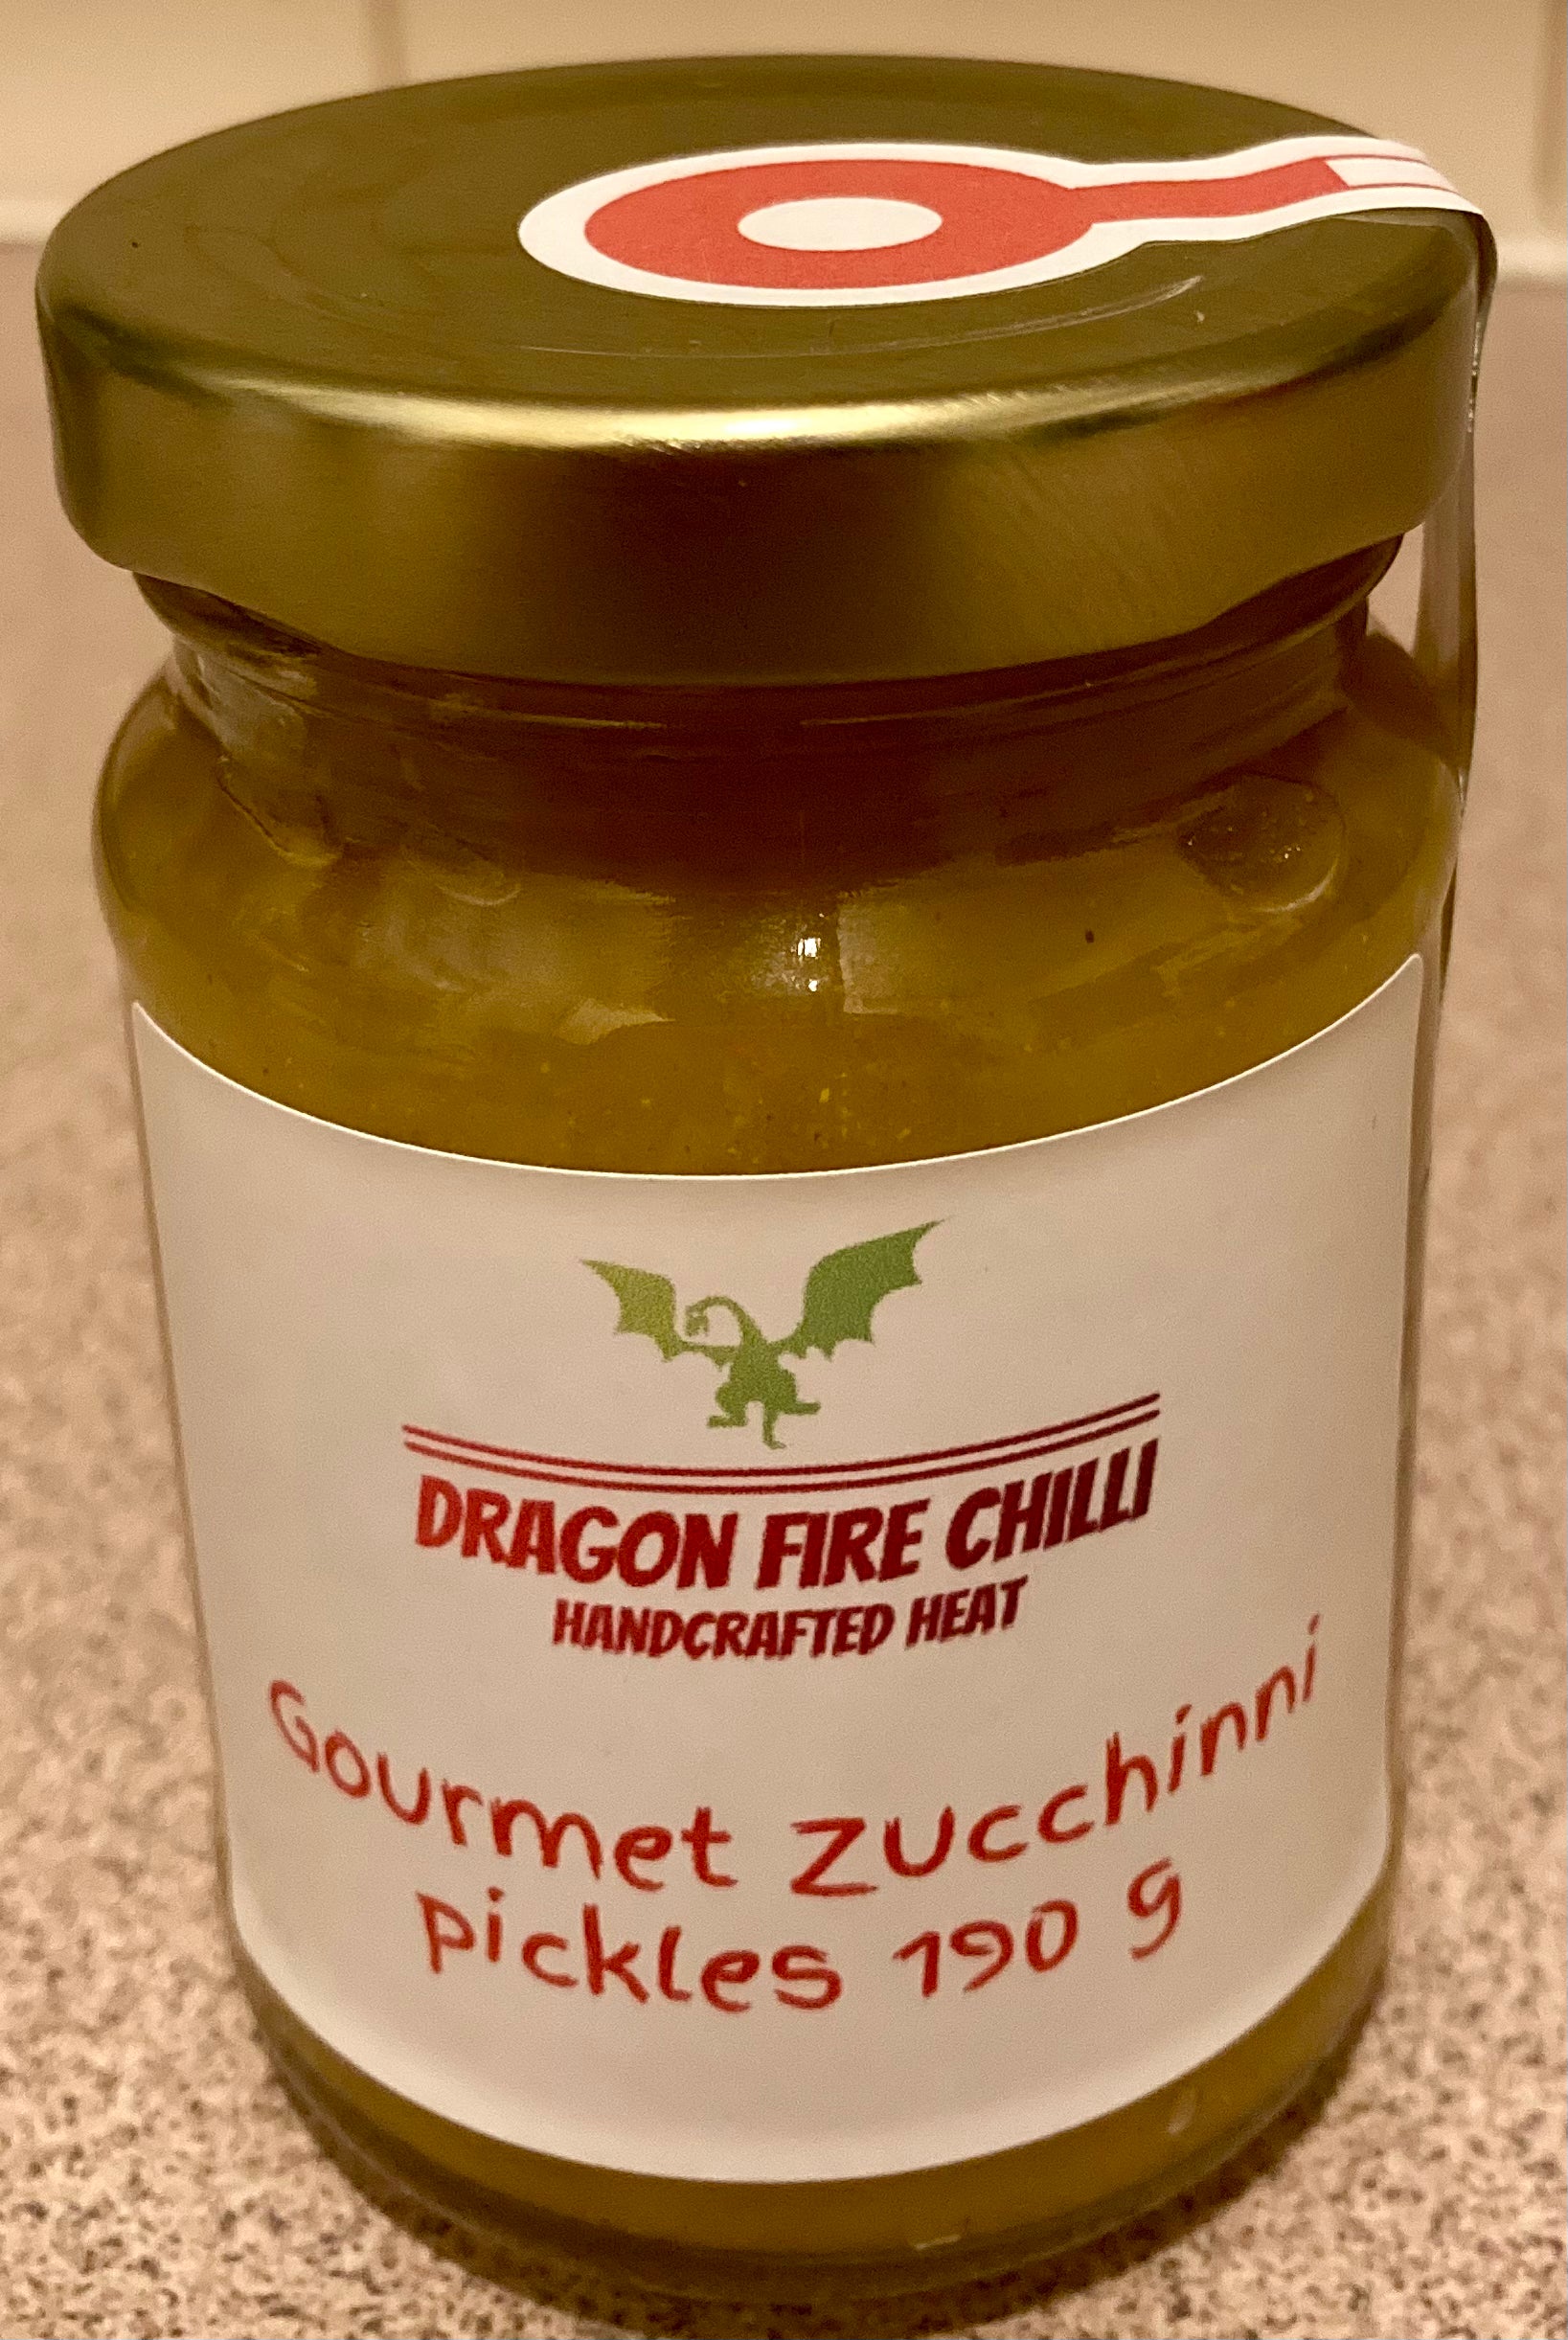 DRAGON FIRE CHILLI
HANDCRAFTED HEAT
Gourmet zucchinni
pickles 190 g